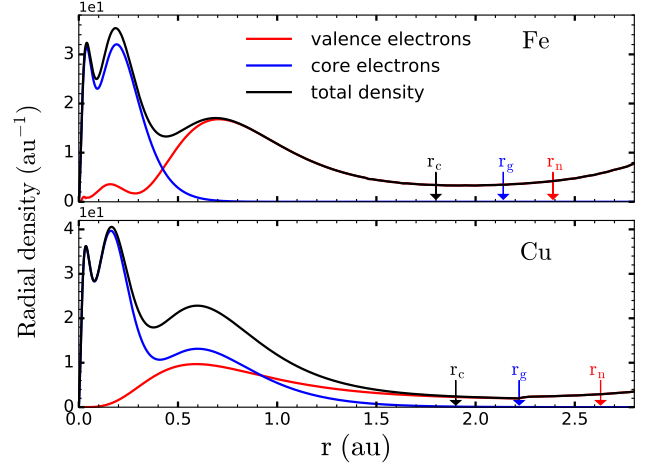 1e1
3
2
1
0
Fe
valence electrons
core electrons
total density
r_c
r_g
r_n
1e1
4
3
2
1
0
Cu
r_c
r_g
r_n
0.0 0.5 1.0 1.5 2.0 2.5
r (au)
Radial density (au⁻¹)